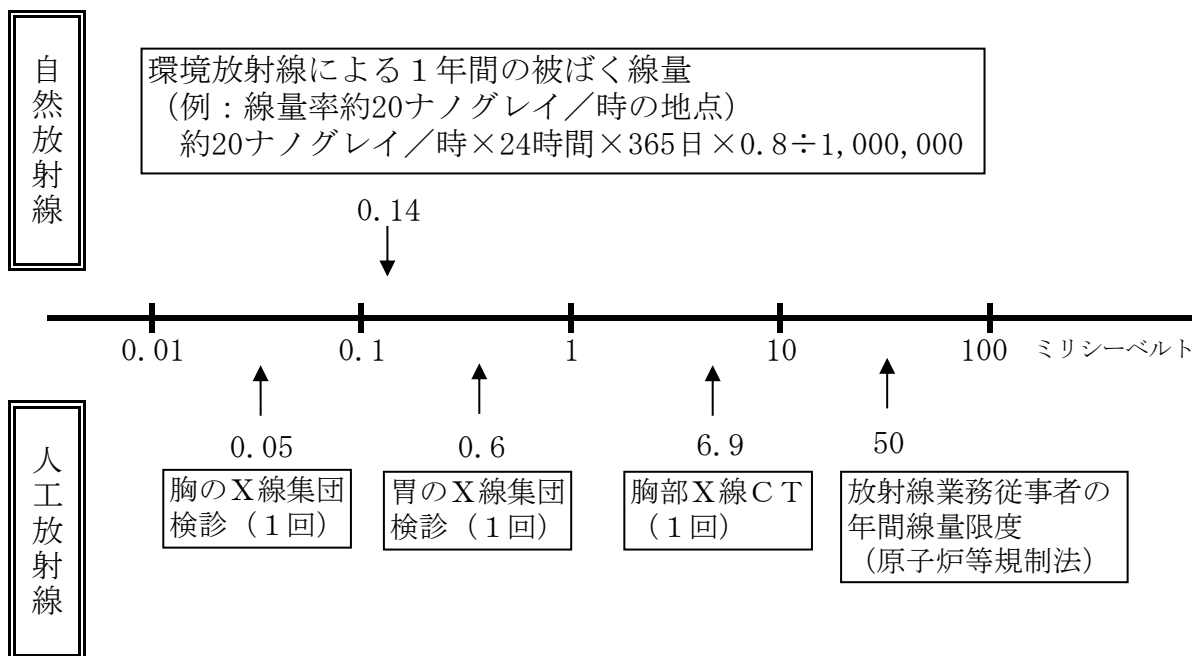 自然放射線
環境放射線による１年間の被ばく線量
（例：線量率約20ナノグレイ／時の地点）
約20ナノグレイ／時×24時間×365日×0.8÷1,000,000
0.14
0.01 0.1 1 10 100 ミリシーベルト
人工放射線
0.05
胸のＸ線集団
検診（１回）
0.6
胃のＸ線集団
検診（１回）
6.9
胸部Ｘ線ＣＴ
（１回）
50
放射線業務従事者の
年間線量限度
（原子炉等規制法）